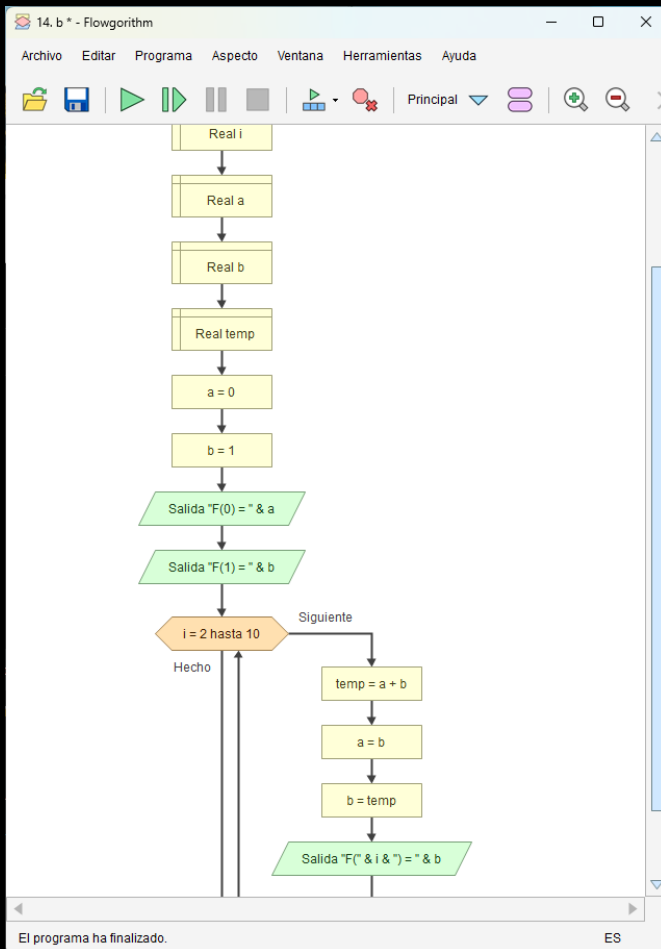 14. b * - Flowgorithm
Archivo Editar Programa Aspecto Ventana Herramientas Ayuda
Principal
Real i
Real a
Real b
Real temp
a = 0
b = 1
Salida "F(0) = " & a
Salida "F(1) = " & b
i = 2 hasta 10
Siguiente
Hecho
temp = a + b
a = b
b = temp
Salida "F(" & i & ") = " & b
El programa ha finalizado.
ES